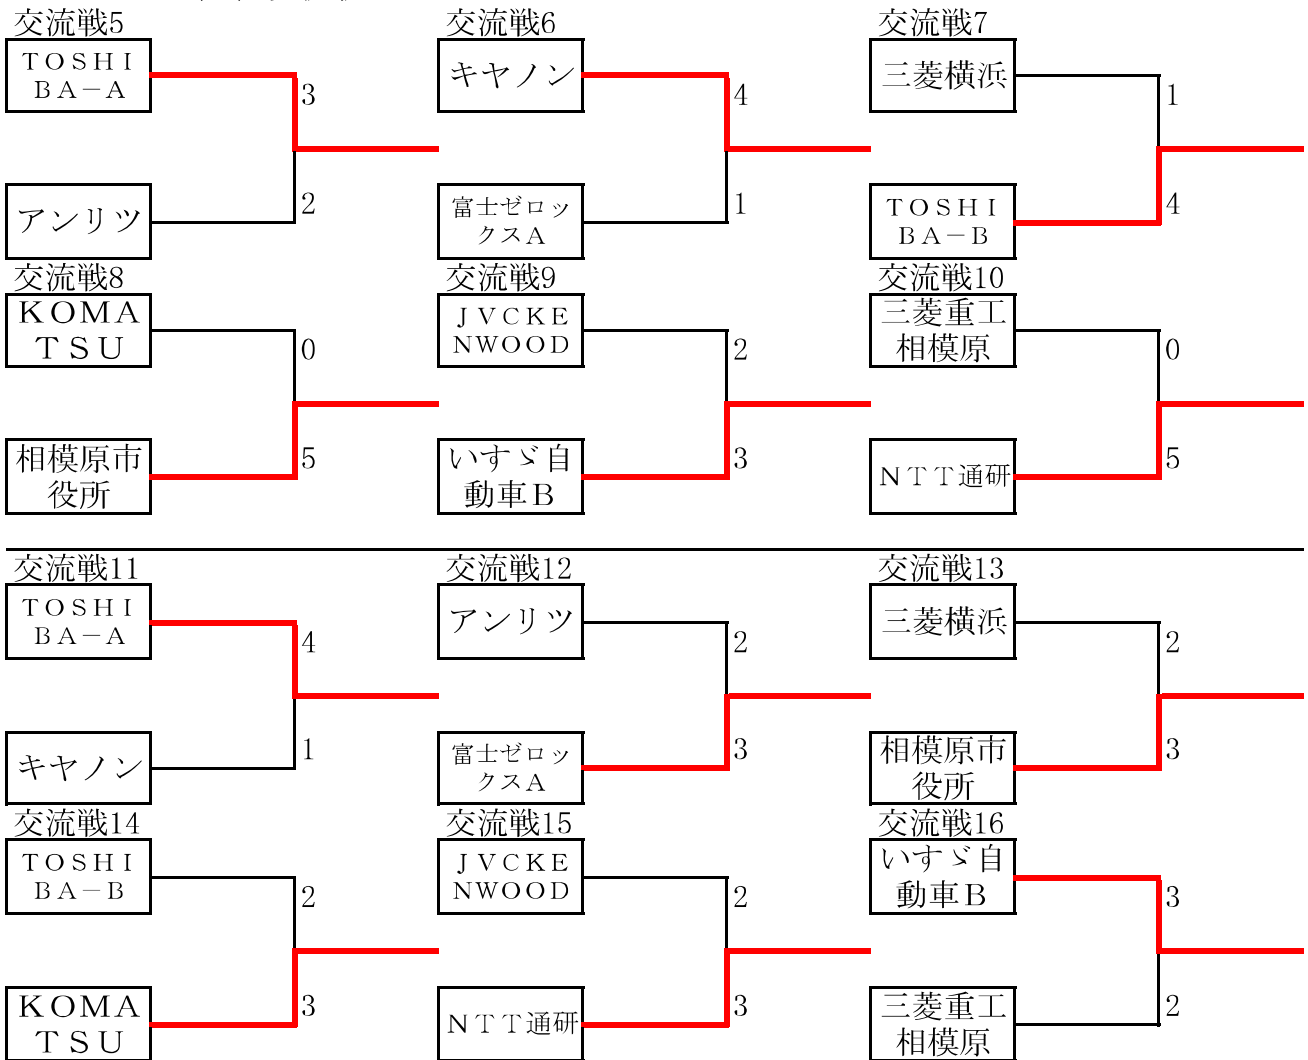 交流戦5
交流戦6
交流戦7
TOSHI
BA－A
3
キヤノン
4
三菱横浜
1
アンリツ
2
富士ゼロッ
クスA
1
TOSHI
BA－B
4
交流戦8
交流戦9
交流戦10
KOMA
TSU
0
JVCKE
NWOOD
2
三菱重工
相模原
0
相模原市
役所
5
いすゞ自
動車B
3
NTT通研
5
交流戦11
交流戦12
交流戦13
TOSHI
BA－A
4
アンリツ
2
三菱横浜
2
キヤノン
1
富士ゼロッ
クスA
3
相模原市
役所
3
交流戦14
交流戦15
交流戦16
TOSHI
BA－B
2
JVCKE
NWOOD
2
いすゞ自
動車B
3
KOMA
TSU
3
NTT通研
3
三菱重工
相模原
2